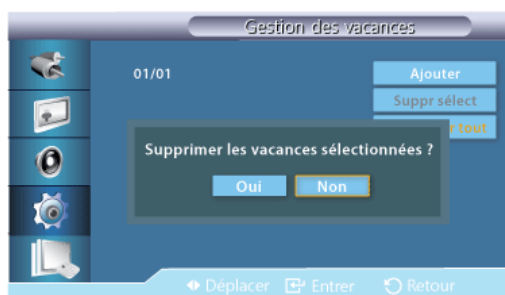 Gestion des vacances
01/01
Ajouter
Suppr sélect
r tout
Supprimer les vacances sélectionnées ?
Oui Non
Déplacer Entrer Retour